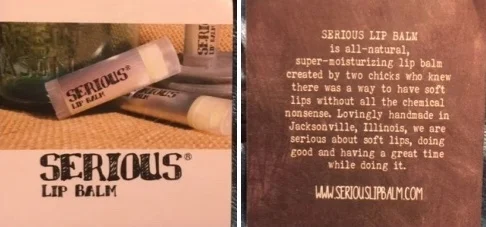 SERIOUS
SERIOUS®
LIP BALM
SERIOUS®
LIP BALM
SERIOUS LIP BALM
is all-natural,
super-moisturizing lip balm
created by two chicks who knew
there was a way to have soft
lips without all the chemical
nonsense. Lovingly handmade in
Jacksonville, Illinois, we are
serious about soft lips, doing
good and having a great time
while doing it.
WWW.SERIOUSLIPBALM.COM